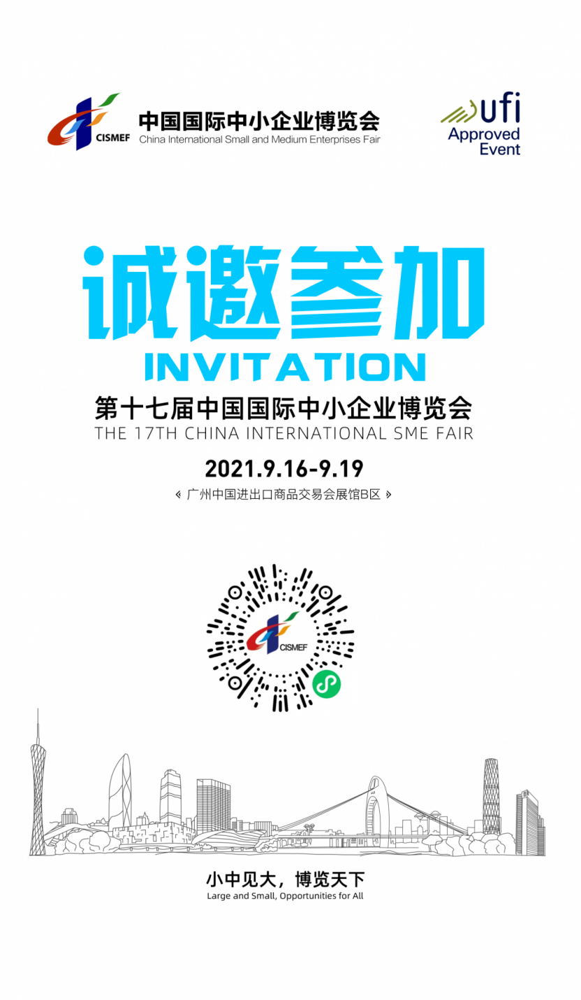 CISMEF
中国国际中小企业博览会
China International Small and Medium Enterprises Fair
ufi
Approved
Event
诚邀参加
INVITATION
第十七届中国国际中小企业博览会
THE 17TH CHINA INTERNATIONAL SME FAIR
2021.9.16-9.19
《 广州中国进出口商品交易会展馆B区 》
CISMEF
小中见大，博览天下
Large and Small, Opportunities for All